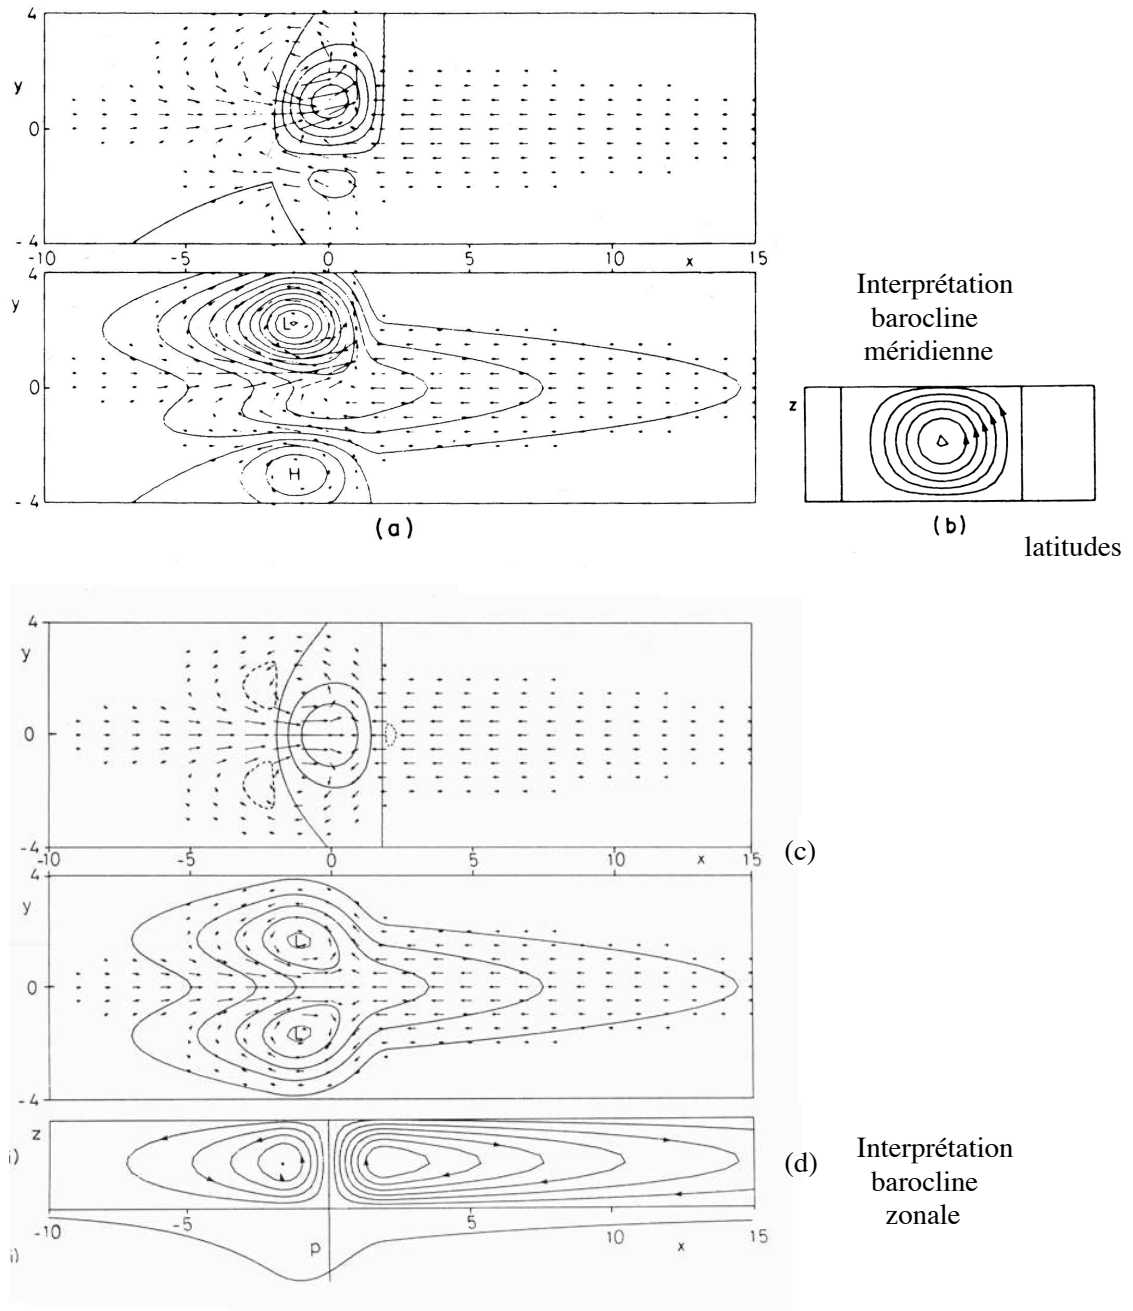 4
y
0
- 4
-10
-5
0
5
x
10
15
4
y
L
0
H
- 4
(a)
Interprétation
barocline
méridienne
z
(b)
latitudes
4
y
0
-4
-10
-5
0
5
10
x
15
(c)
4
y
L
0
L
- 4
z
(d)
Interprétation
barocline
zonale
-10
-5
5
10
15
p
x
i)